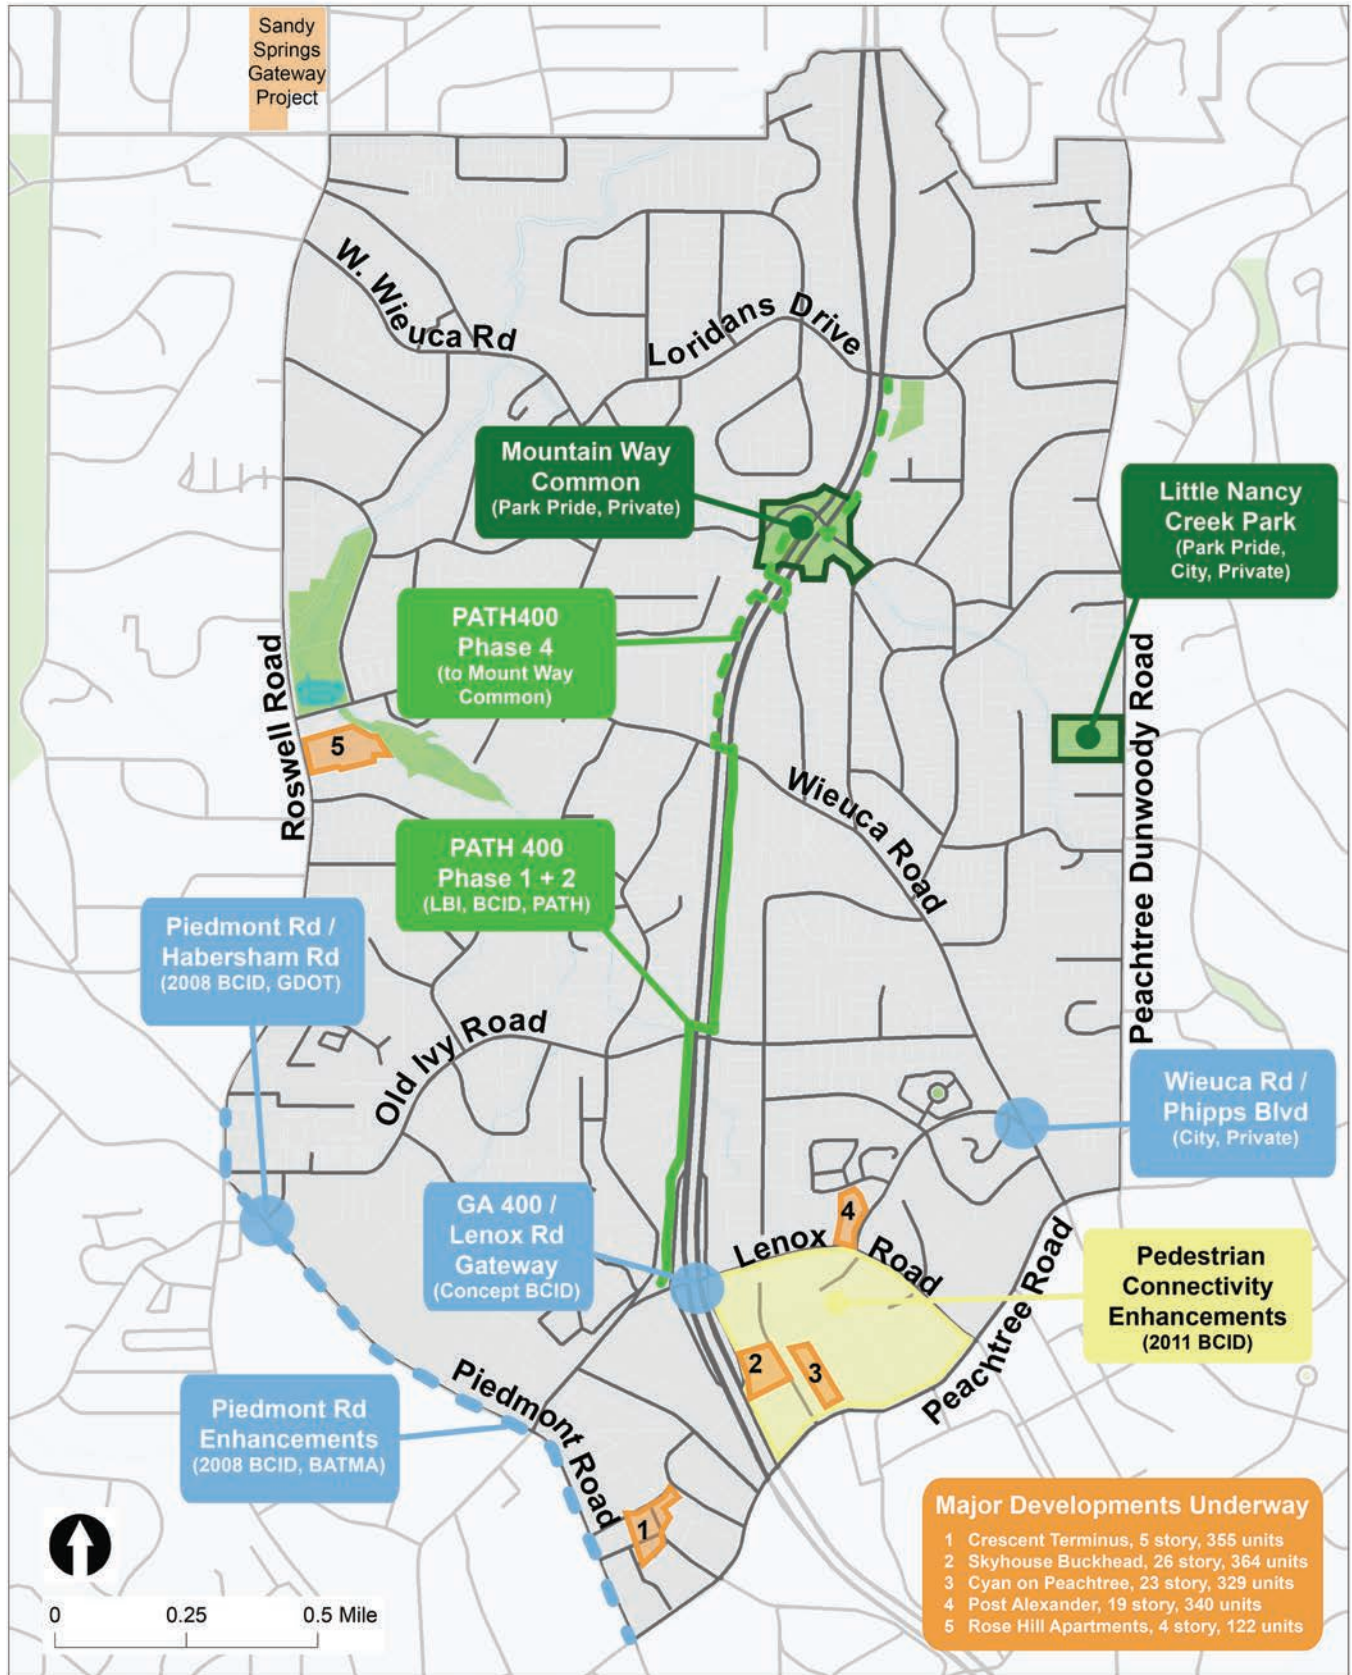 Sandy
Springs
Gateway
Project
W. Wieuca Rd
Loridans Drive
Mountain Way
Common
(Park Pride, Private)
Little Nancy
Creek Park
(Park Pride,
City, Private)
PATH400
Phase 4
(to Mount Way
Common)
Roswell Road
5
Peachtree Dunwoody Road
Wieuca Road
PATH 400
Phase 1 + 2
(LBI, BCID, PATH)
Piedmont Rd /
Habersham Rd
(2008 BCID, GDOT)
Old Ivy Road
Wieuca Rd /
Phipps Blvd
(City, Private)
GA 400 /
Lenox Rd
Gateway
(Concept BCID)
4
Lenox Road
Peachtree Road
Pedestrian
Connectivity
Enhancements
(2011 BCID)
2
3
Piedmont Road
Piedmont Rd
Enhancements
(2008 BCID, BATMA)
1
Major Developments Underway
1 Crescent Terminus, 5 story, 355 units
2 Skyhouse Buckhead, 26 story, 364 units
3 Cyan on Peachtree, 23 story, 329 units
4 Post Alexander, 19 story, 340 units
5 Rose Hill Apartments, 4 story, 122 units
0 0.25 0.5 Mile